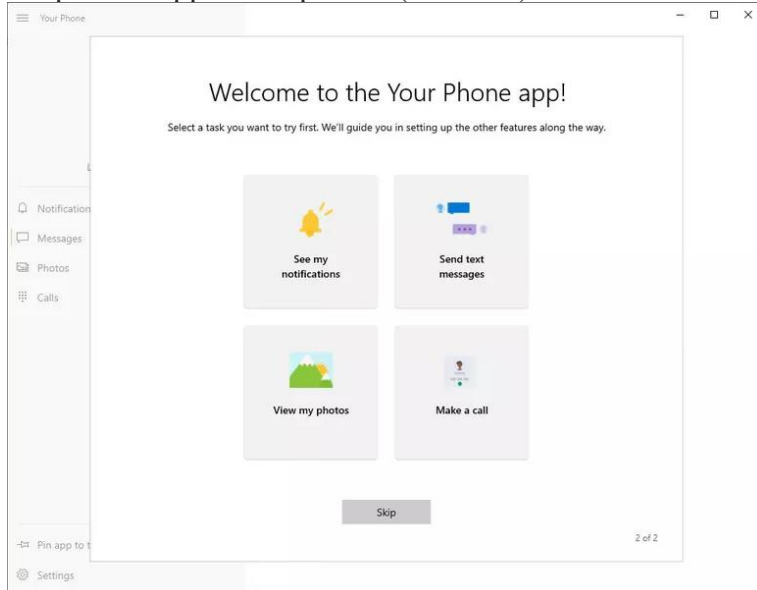 Your Phone
Welcome to the Your Phone app!
Select a task you want to try first. We'll guide you in setting up the other features along the way.
Notification
Messages
Photos
Calls
See my
notifications
Send text
messages
View my photos
Make a call
Skip
2 of 2
Pin app to t
Settings